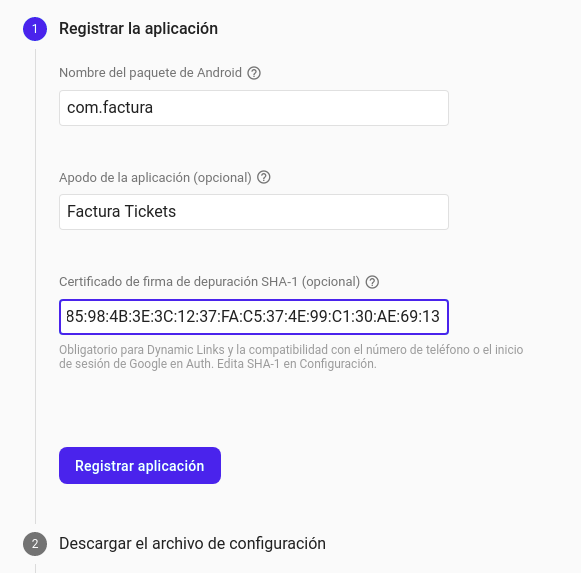 1 Registrar la aplicación
Nombre del paquete de Android ?
com.factura
Apodo de la aplicación (opcional) ?
Factura Tickets
Certificado de firma de depuración SHA-1 (opcional) ?
85:98:4B:3E:3C:12:37:FA:C5:37:4E:99:C1:30:AE:69:13
Obligatorio para Dynamic Links y la compatibilidad con el número de teléfono o el inicio
de sesión de Google en Auth. Edita SHA-1 en Configuración.
Registrar aplicación
2 Descargar el archivo de configuración